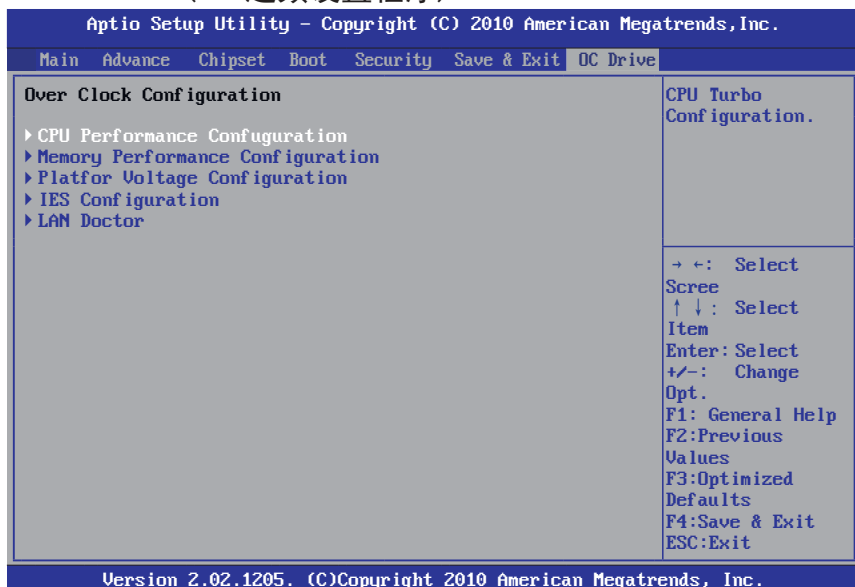 Aptio Setup Utility - Copyright (C) 2010 American Megatrends,Inc.
Main Advance Chipset Boot Security Save & Exit OC Drive
Over Clock Configuration
CPU Performance Confuguration
Memory Performance Configuration
Platfor Voltage Configuration
IES Configuration
LAN Doctor
CPU Turbo
Configuration.
→ ←: Select
Scree
↑ ↓: Select
Item
Enter: Select
+/-: Change
Opt.
F1: General Help
F2:Previous
Values
F3:Optimized
Defaults
F4:Save & Exit
ESC:Exit
Version 2.02.1205. (C)Copyright 2010 American Megatrends, Inc.